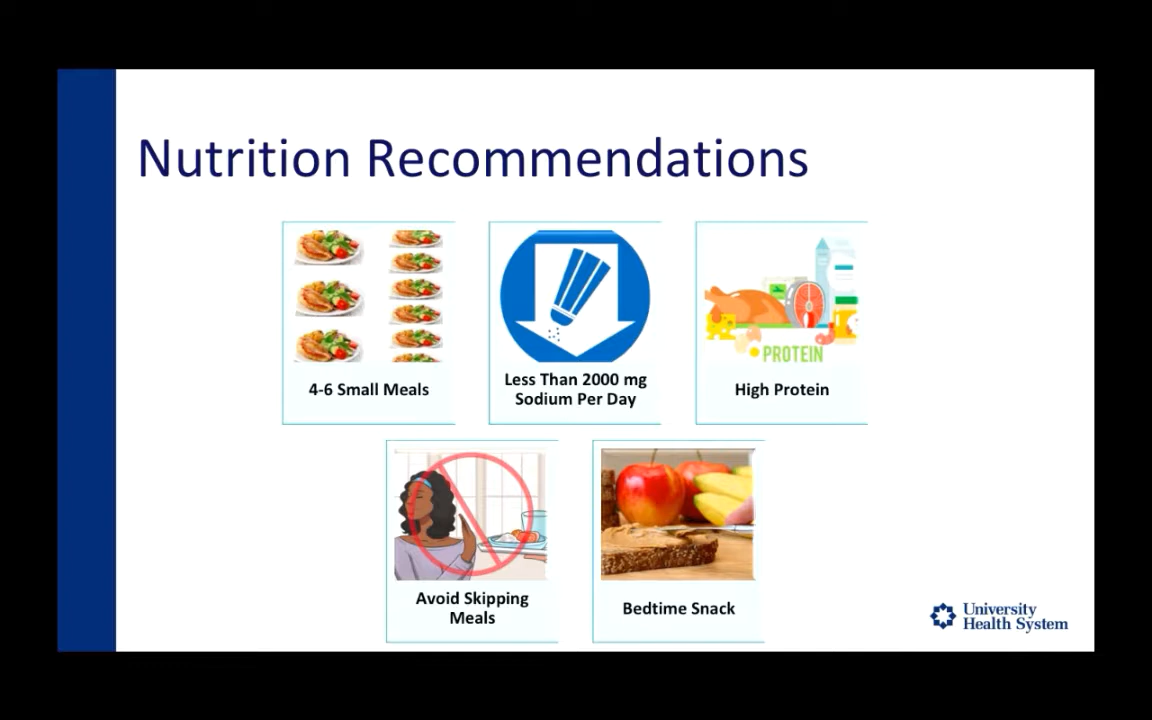 Nutrition Recommendations
4-6 Small Meals
Less Than 2000 mg
Sodium Per Day
PROTEIN
High Protein
Avoid Skipping
Meals
Bedtime Snack
University
Health System